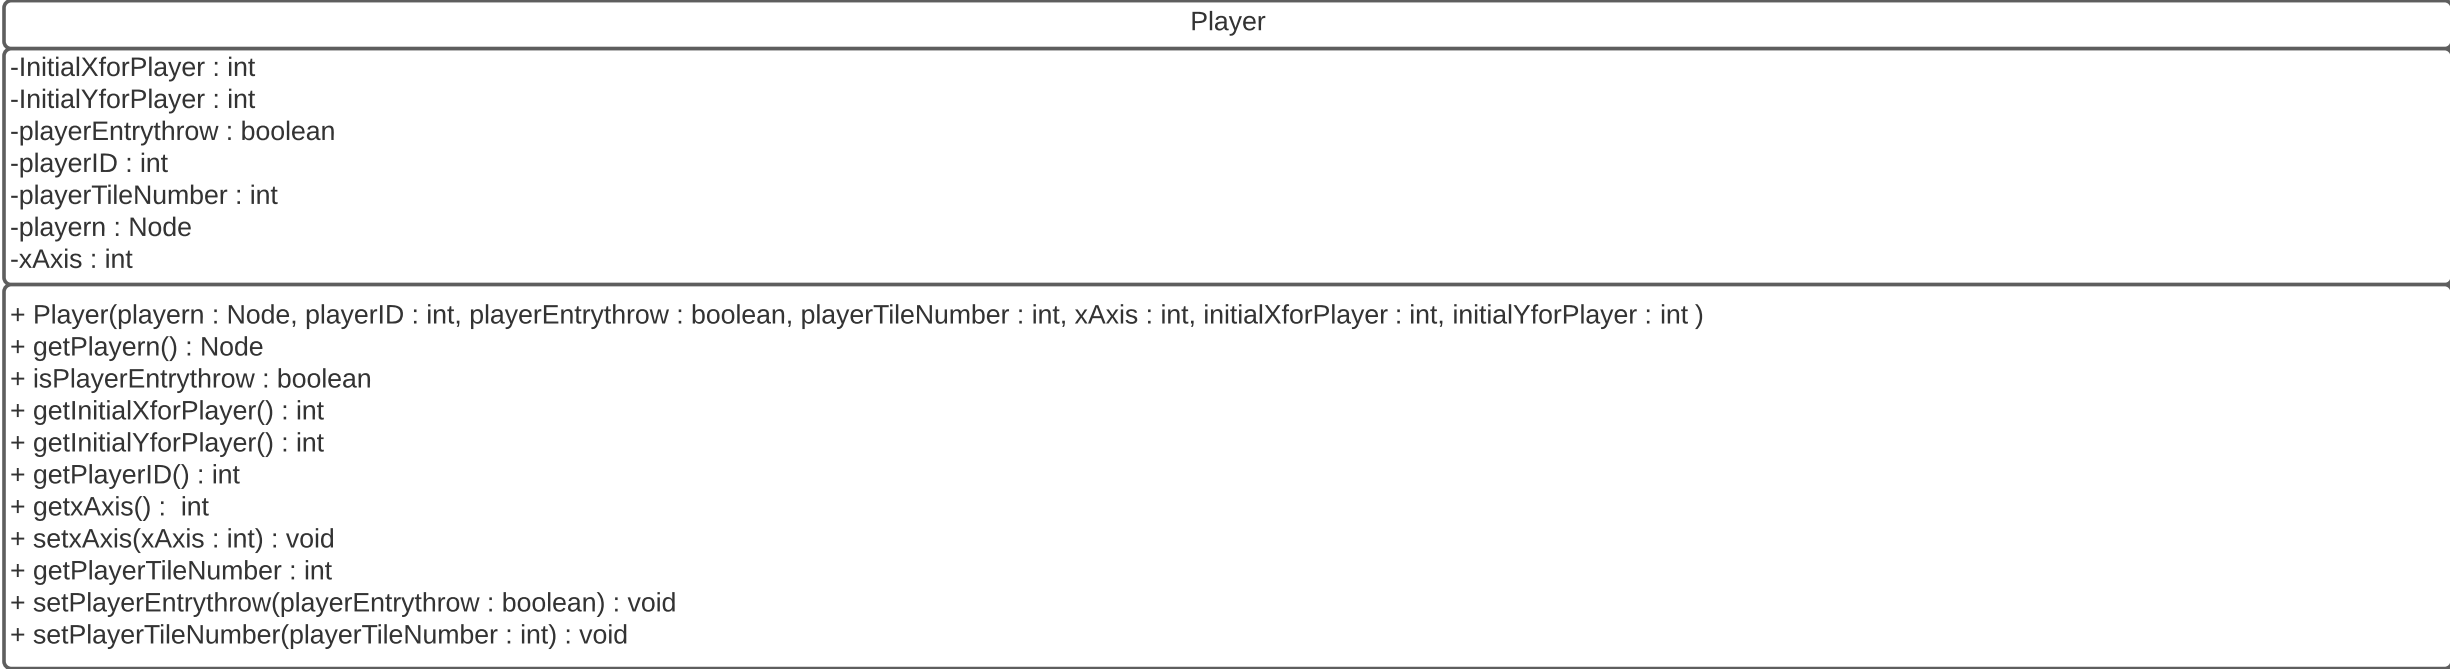 Player
-InitialXforPlayer : int
-InitialYforPlayer : int
-playerEntrythrow : boolean
-playerID : int
-playerTileNumber : int
-playern : Node
-xAxis : int
+ Player(playern : Node, playerID : int, playerEntrythrow : boolean, playerTileNumber : int, xAxis : int, initialXforPlayer : int, initialYforPlayer : int )
+ getPlayern() : Node
+ isPlayerEntrythrow : boolean
+ getInitialXforPlayer() : int
+ getInitialYforPlayer() : int
+ getPlayerID() : int
+ getxAxis() :  int
+ setxAxis(xAxis : int) : void
+ getPlayerTileNumber : int
+ setPlayerEntrythrow(playerEntrythrow : boolean) : void
+ setPlayerTileNumber(playerTileNumber : int) : void